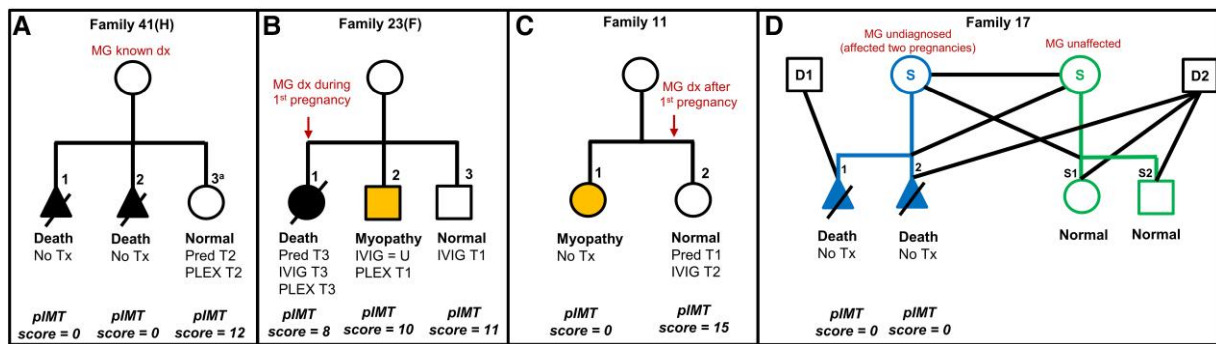 A
Family 41(H)
MG known dx
1
2
3ª
Death
No Tx
Death
No Tx
Normal
Pred T2
PLEX T2
pIMT
score = 0
pIMT
score = 0
pIMT
score = 12
B
Family 23(F)
MG dx during
1st pregnancy
1
2
3
Death
Pred T3
IVIG T3
PLEX T3
Myopathy
IVIG = U
PLEX T1
Normal
IVIG T1
pIMT
score = 8
pIMT
score = 10
pIMT
score = 11
C
Family 11
MG dx after
1st pregnancy
1
2
Myopathy
No Tx
Normal
Pred T1
IVIG T2
pIMT
score = 0
pIMT
score = 15
D
Family 17
MG undiagnosed
(affected two pregnancies)
MG unaffected
D1
S
S
D2
1
2
S1
S2
Death
No Tx
Death
No Tx
Normal
Normal
pIMT
score = 0
pIMT
score = 0